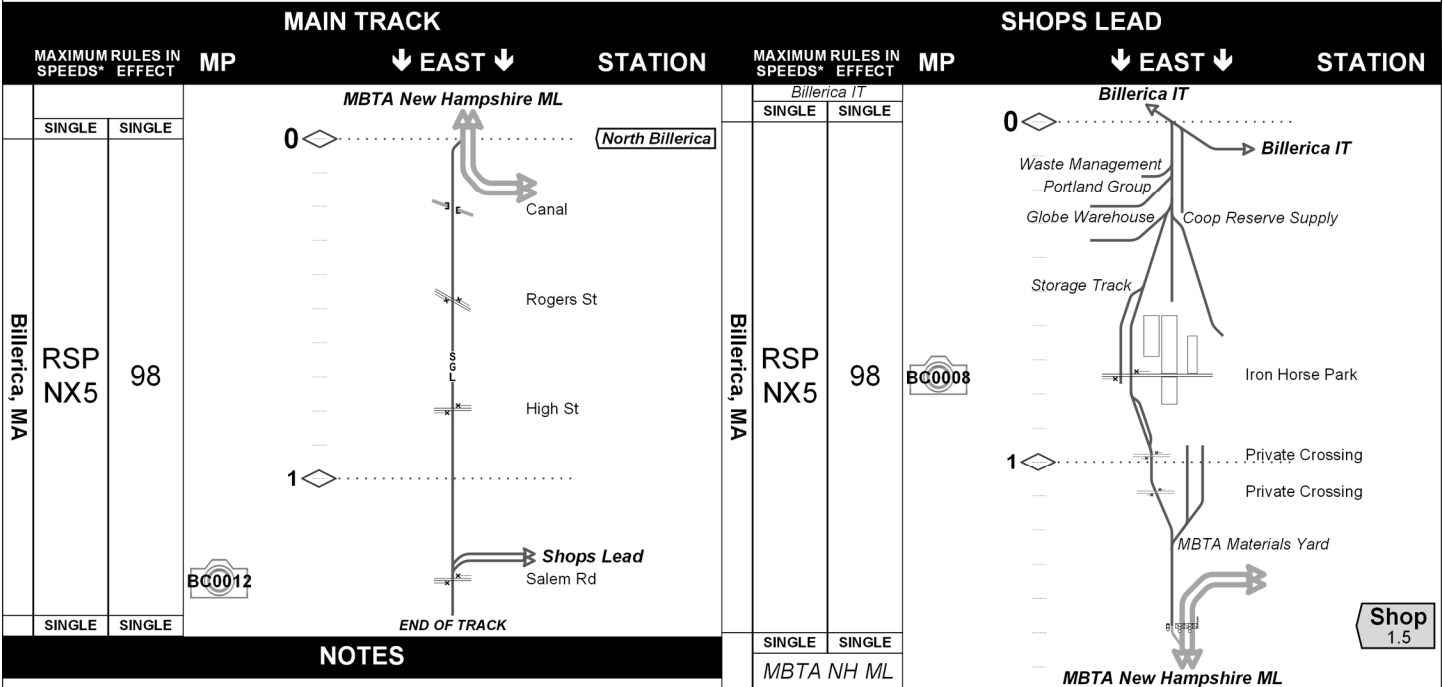 MAIN TRACK
MAXIMUM SPEEDS*
RULES IN EFFECT
MP
EAST
STATION
MBTA New Hampshire ML
SINGLE
SINGLE
0
North Billerica
Canal
Rogers St
Billerica, MA
RSP
NX5
98
SGL
High St
1
Shops Lead
BC0012
Salem Rd
SINGLE
SINGLE
END OF TRACK
NOTES
SHOPS LEAD
MAXIMUM SPEEDS*
RULES IN EFFECT
MP
EAST
STATION
Billerica IT
SINGLE
SINGLE
Billerica IT
0
Billerica IT
Waste Management
Portland Group
Globe Warehouse
Coop Reserve Supply
Storage Track
Billerica, MA
RSP
NX5
98
BC0008
Iron Horse Park
Private Crossing
1
Private Crossing
MBTA Materials Yard
Shop
1.5
SINGLE
SINGLE
MBTA NH ML
MBTA New Hampshire ML